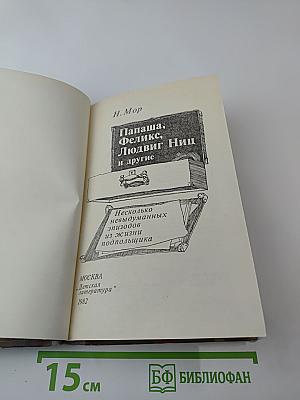 Н. Мор
Папаша,
Феликс,
Людвиг Ниц
и другие
Несколько
невыдуманных
эпизодов
из жизни
подпольщика
МОСКВА
"Детская
литература"
1982
15 см
БФ БИБЛИОФАН